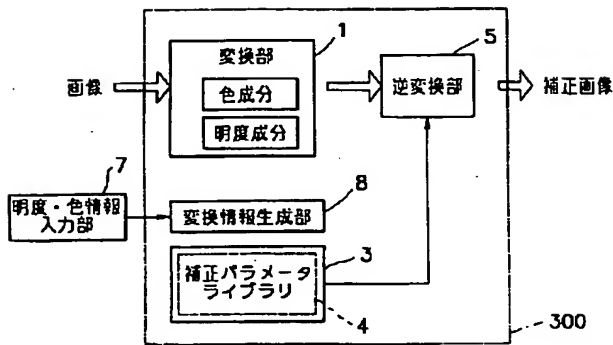 1
変換部
5
画像
色成分
明度成分
逆変換部
補正画像
7
明度・色情報
入力部
8
変換情報生成部
3
補正パラメータ
ライブラリ
4
300